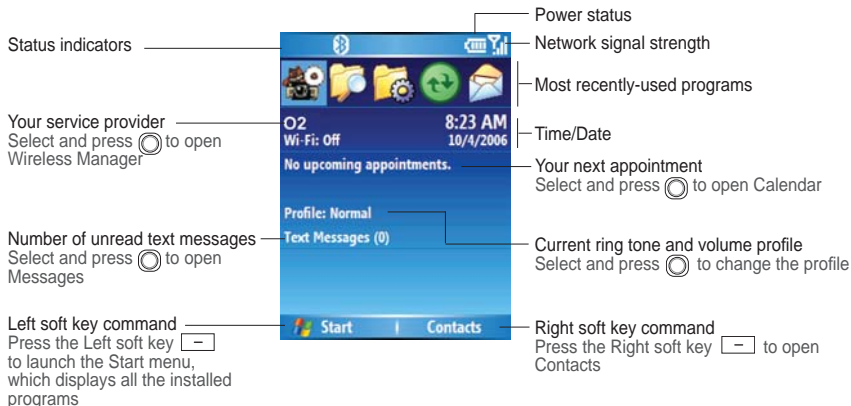 Status indicators
Your service provider
Select and press to open
Wireless Manager
Number of unread text messages
Select and press to open
Messages
Left soft key command
Press the Left soft key
to launch the Start menu,
which displays all the installed
programs
O2
8:23 AM
Wi-Fi: Off
10/4/2006
No upcoming appointments.
Profile: Normal
Text Messages (0)
Start
Contacts
Power status
Network signal strength
Most recently-used programs
Time/Date
Your next appointment
Select and press to open Calendar
Current ring tone and volume profile
Select and press to change the profile
Right soft key command
Press the Right soft key to open
Contacts